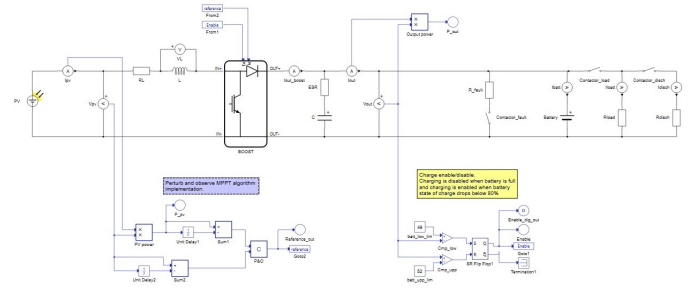 reference
From2
Enable
From1
Output power
P_out
V
VL
A
Ipv
RL
L
IN+
OUT+
A
Iout_boost
A
Iout
ESR
PV
Vpv
C
Vout
R_fault
Contactor_load
Contactor_disch
Ibat
Iload
Idisch
Contactor_fault
Battery
Rload
Rdisch
IN-
OUT-
BOOST
Perturb and observe MPPT algorithm
implementation.
Charge enable/disable.
Charging is disabled when battery is full
and charging is enabled when battery
state of charge drops below 80%
P_pv
PV power
Unit Delay1
Sum1
Unit Delay2
Sum2
C
P&O
Reference_out
reference
Goto2
batt_low_lim
Cmp_low
52
batt_upp_lim
Cmp_upp
S
Q
R
SR Flip Flop1
Enable_dig_out
Enable
Enable
Goto1
Termination1